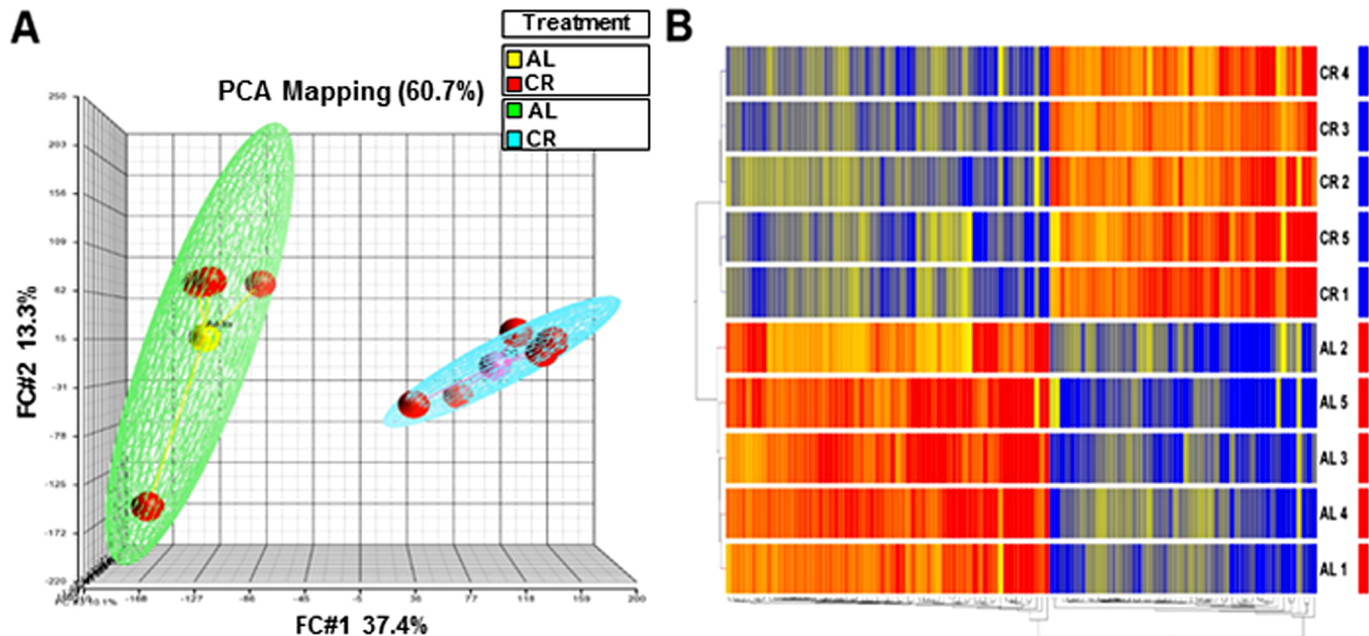 A
PCA Mapping (60.7%)
Treatment
AL
CR
AL
CR
250
203
156
109
62
15
-31
-78
-125
-172
-220
FC#2 13.3%
-168
-127
-86
-45
-5
36
77
118
159
200
FC#1 37.4%
B
CR 4
CR 3
CR 2
CR 5
CR 1
AL 2
AL 5
AL 3
AL 4
AL 1